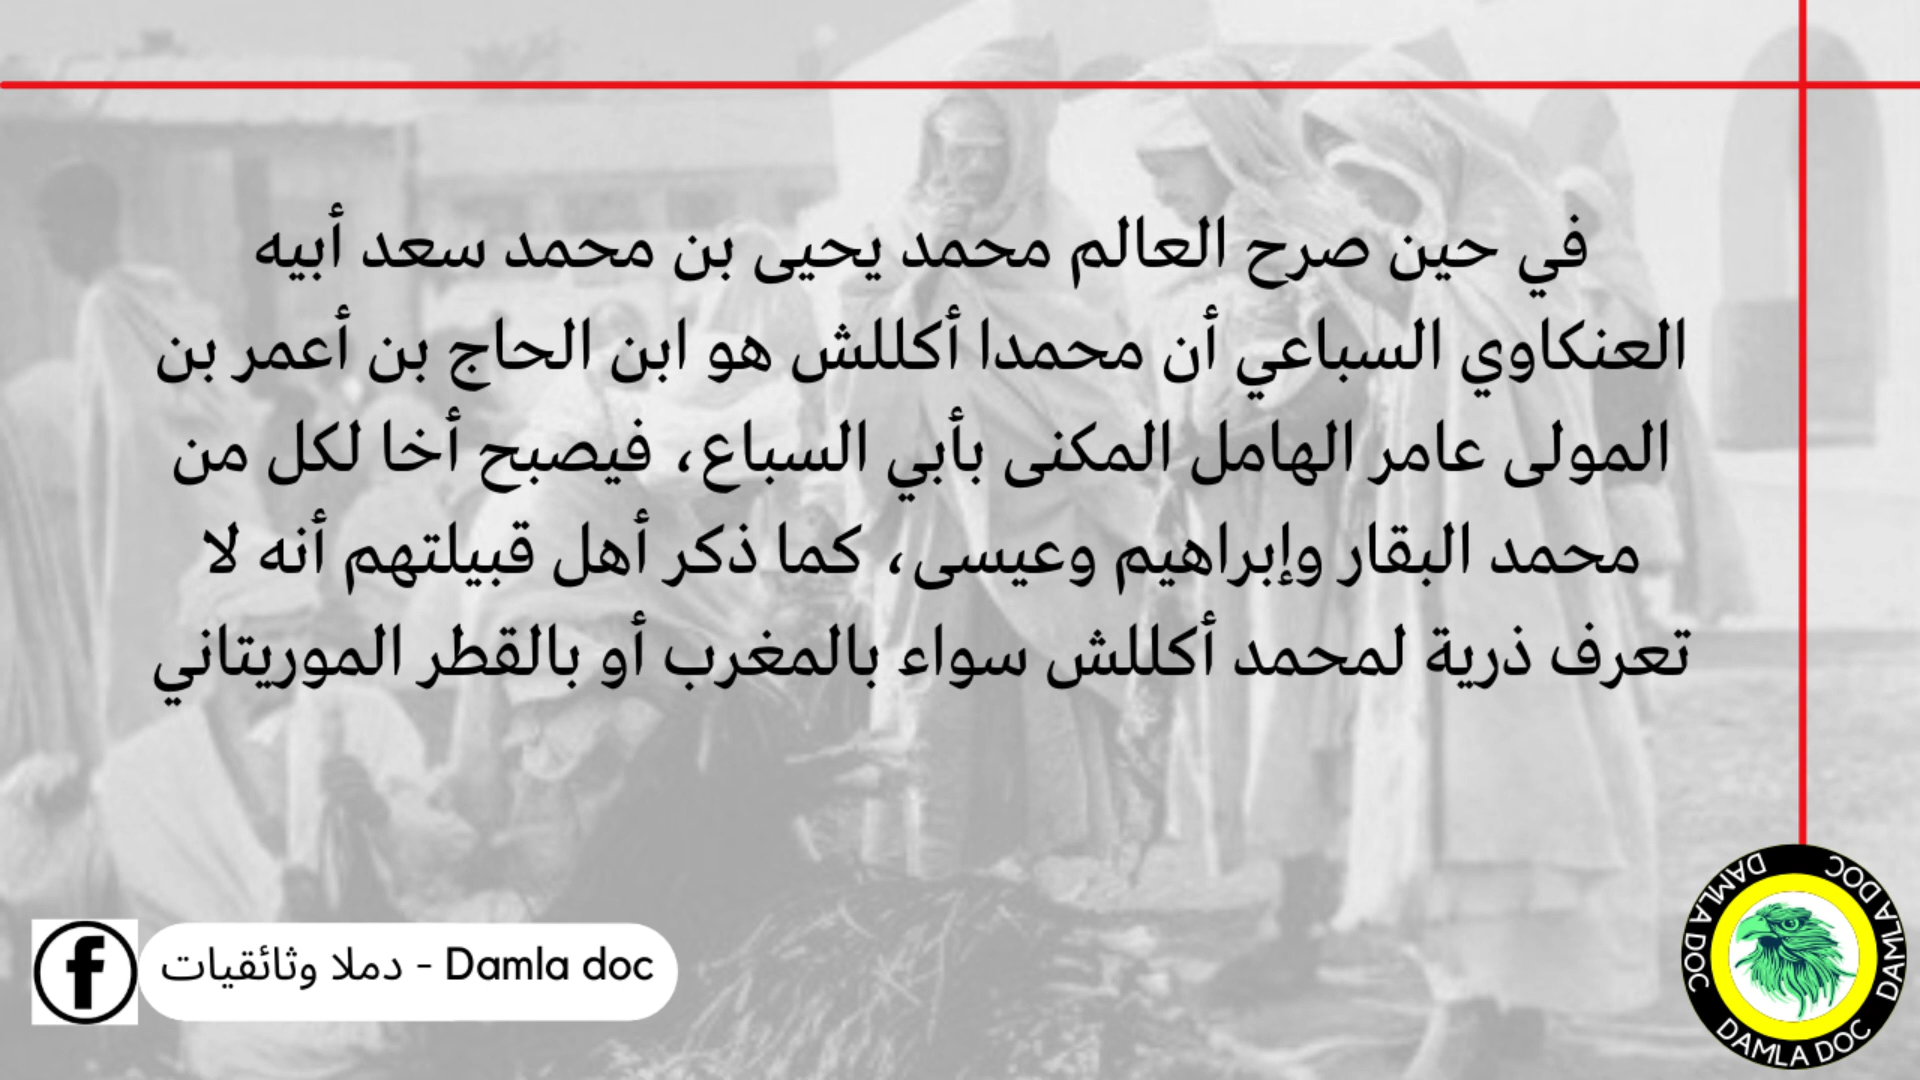 في حين صرح العالم محمد يحيى بن محمد سعد أبيه
العنكاوي السباعي أن محمدا أكللش هو ابن الحاج بن أعمر بن
المولى عامر الهامل المكنى بأبي السباع، فيصبح أخا لكل من
محمد البقار وإبراهيم وعيسى، كما ذكر أهل قبيلتهم أنه لا
تعرف ذرية لمحمد أكللش سواء بالمغرب أو بالقطر الموريتاني
دملا وثائقيات - Damla doc
DAMLA DOC
DAMLA DOC
DAMLA DOC